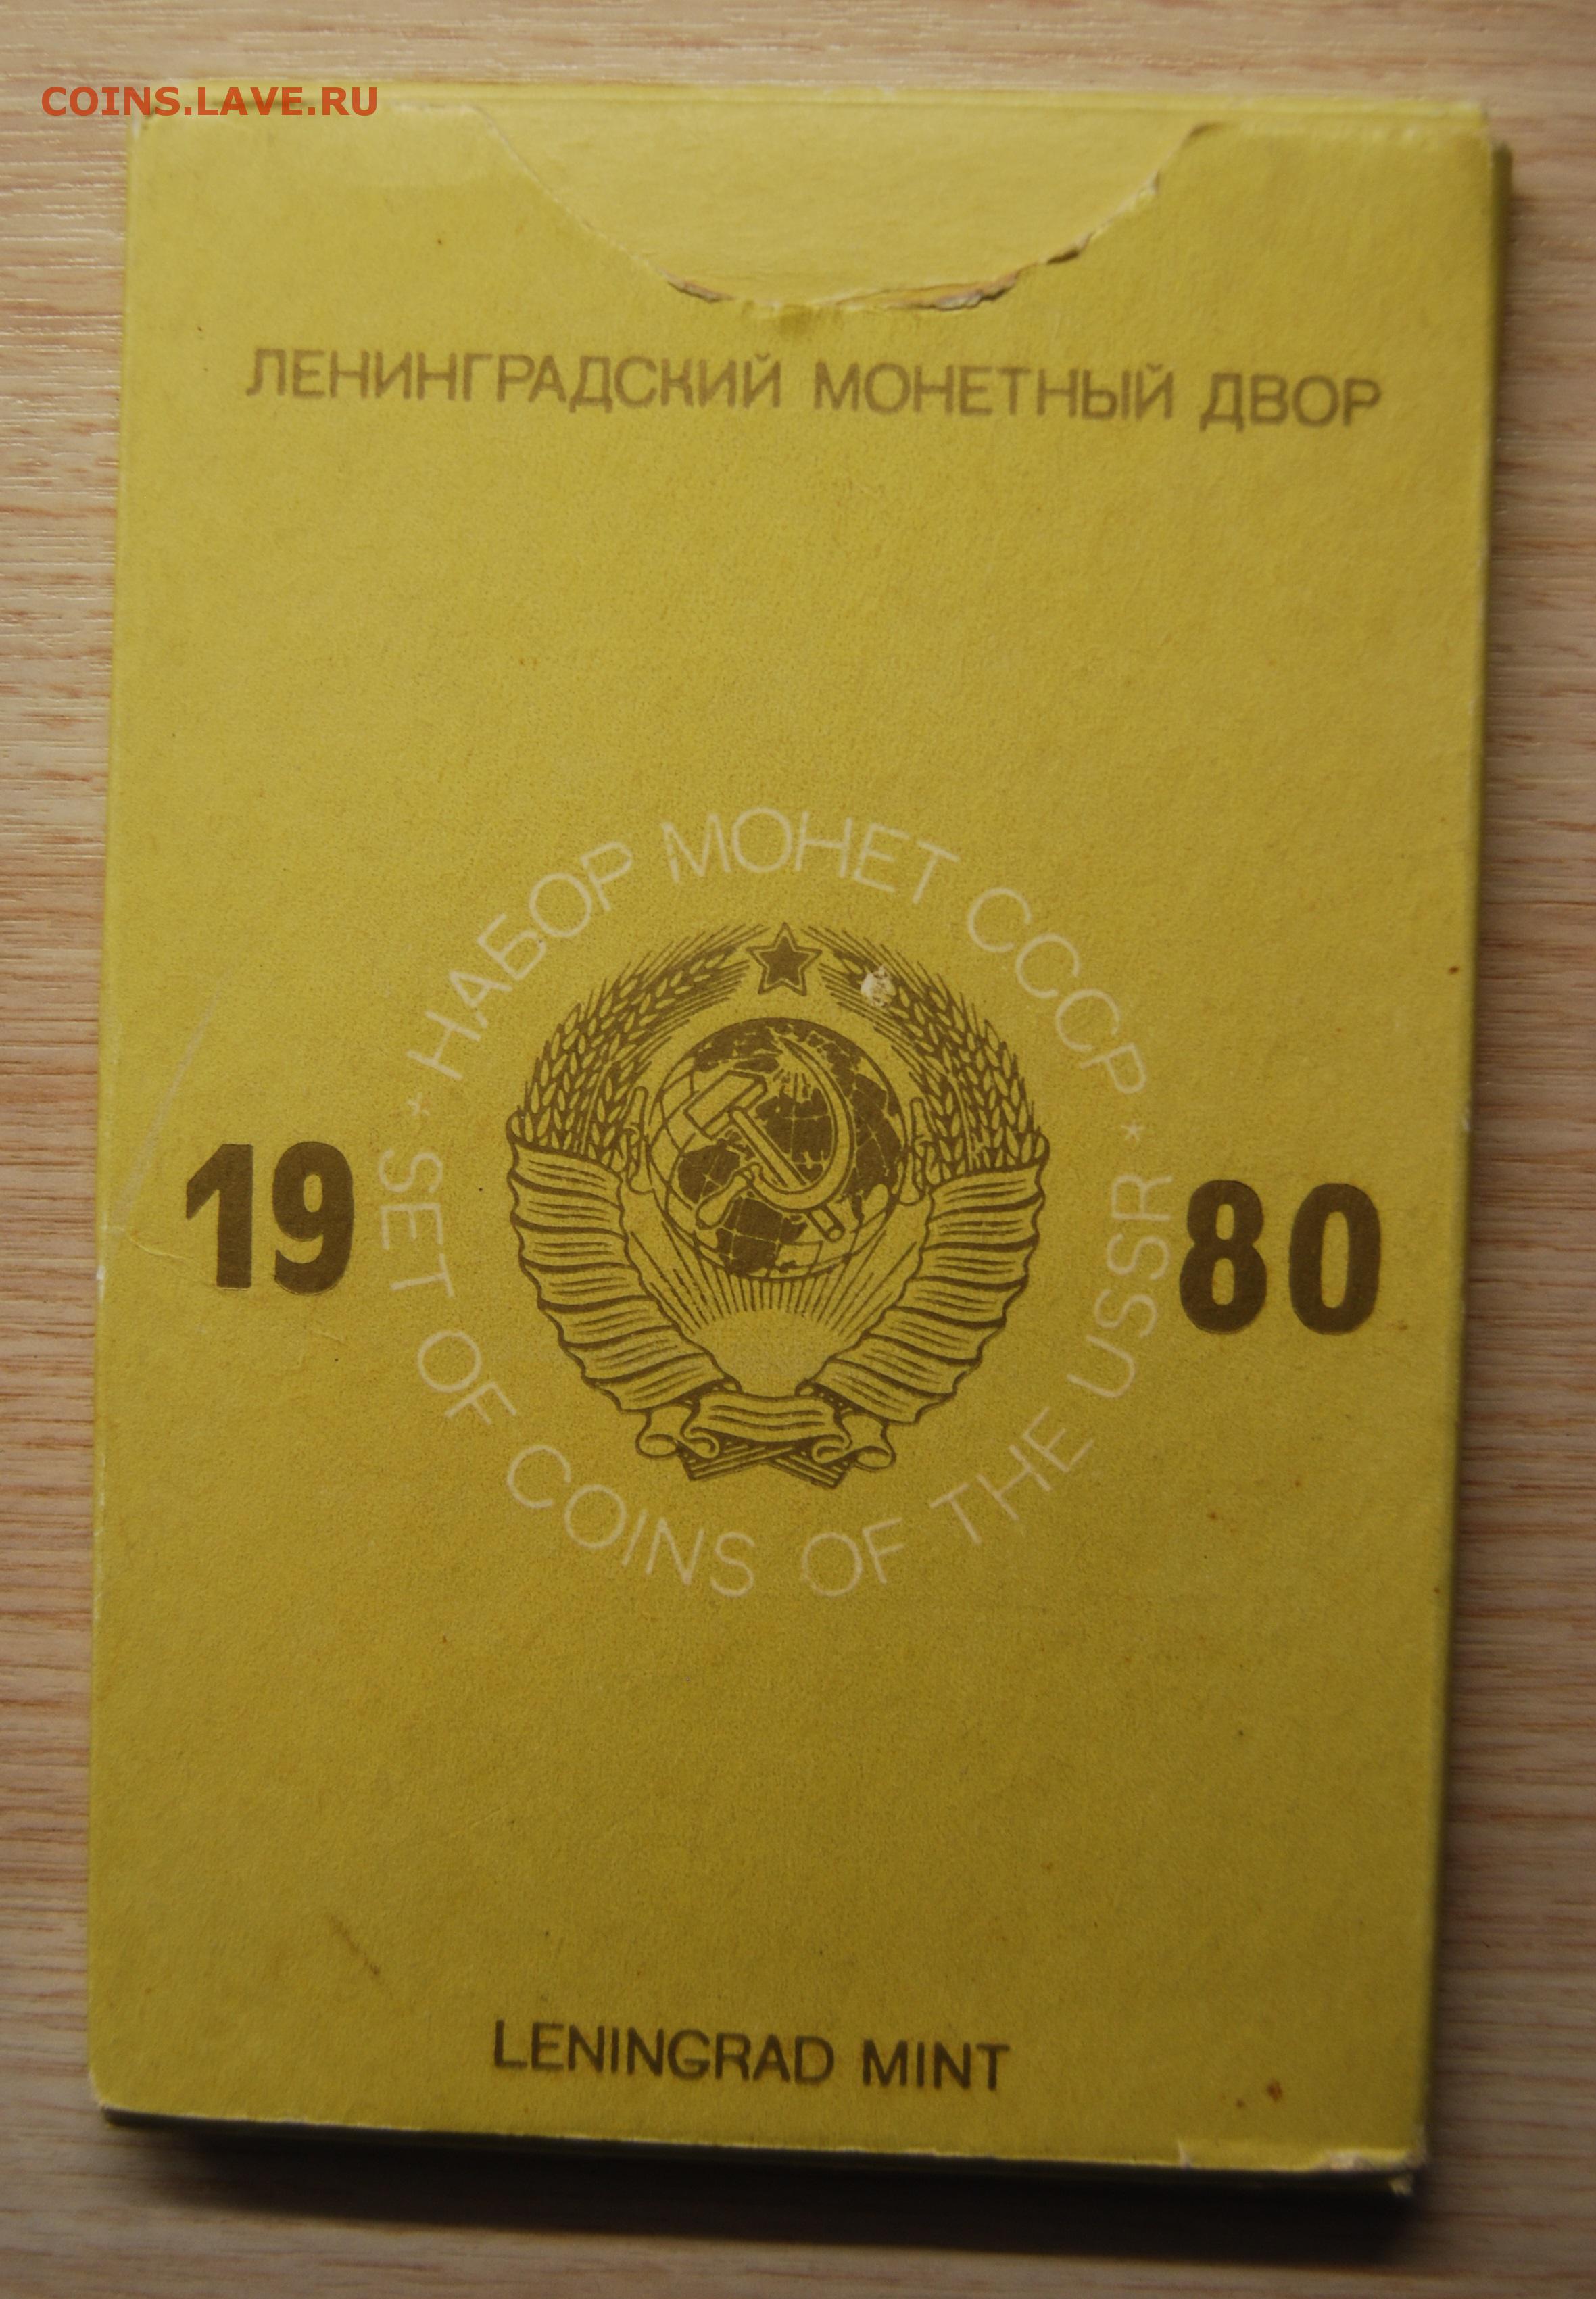 COINS.LAVE.RU
ЛЕНИНГРАДСКИЙ МОНЕТНЫЙ ДВОР
* НАБОР МОНЕТ СССР *
19 80
SET OF COINS OF THE USSR
LENINGRAD MINT